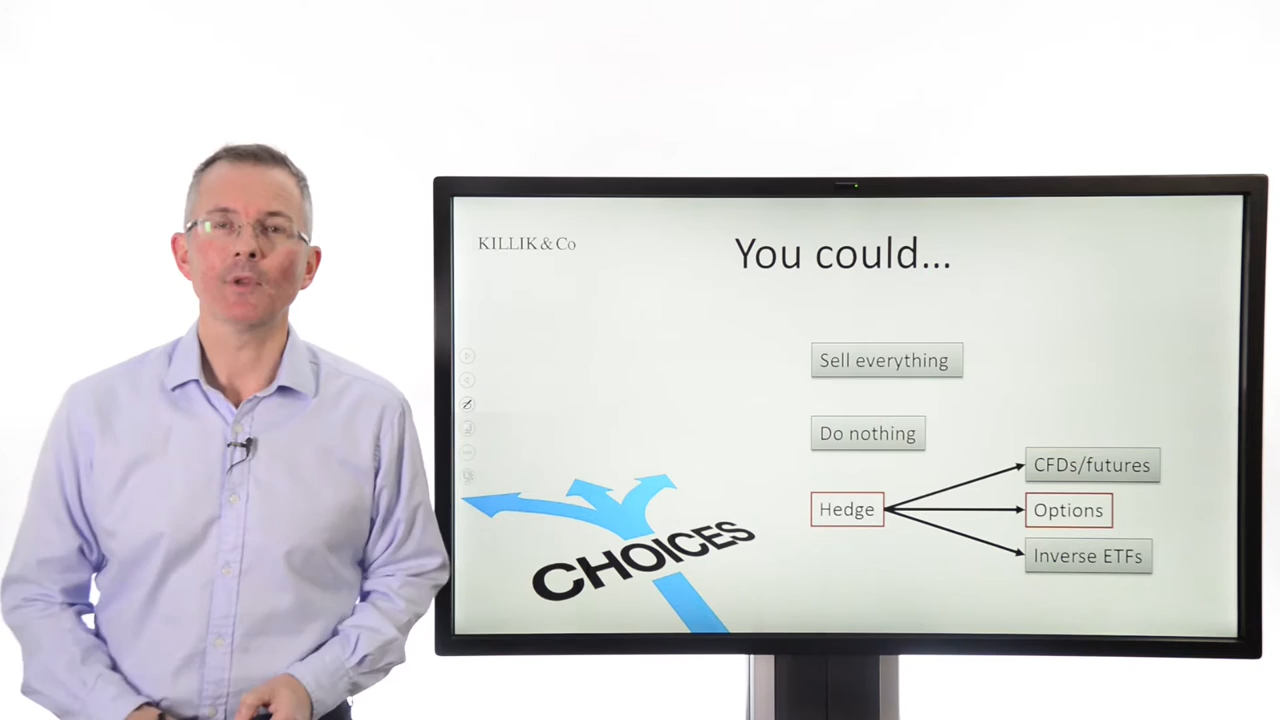 KILLIK & Co
You could...
Sell everything
Do nothing
CFDs/futures
Hedge
Options
Inverse ETFs
CHOICES